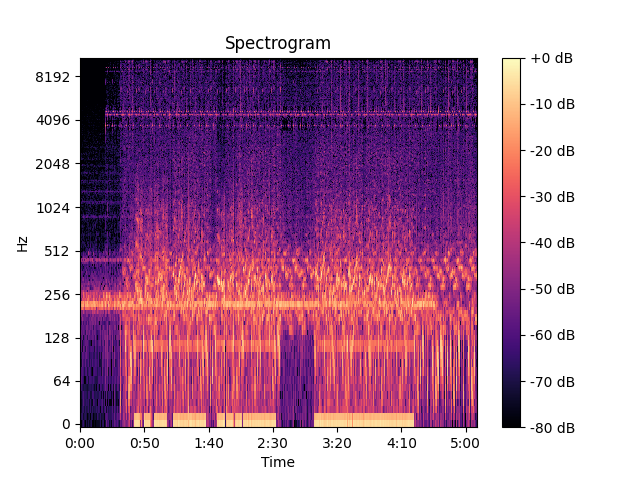 Spectrogram
8192
4096
2048
1024
512
256
128
64
0
Hz
0:00 0:50 1:40 2:30 3:20 4:10 5:00
Time
+0 dB
-10 dB
-20 dB
-30 dB
-40 dB
-50 dB
-60 dB
-70 dB
-80 dB